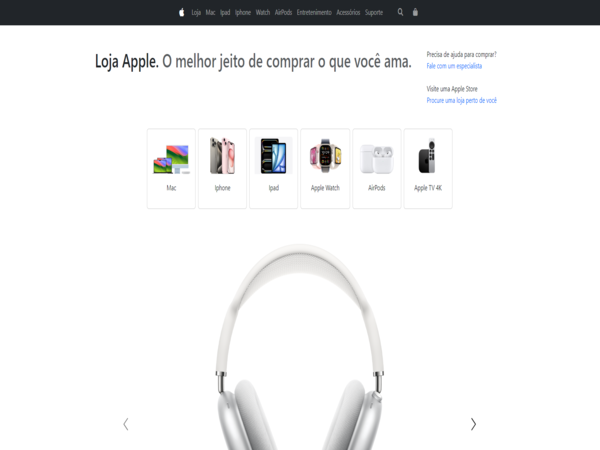 Loja Mac Ipad Iphone Watch AirPods Entretenimento Acessórios Suporte
Loja Apple. O melhor jeito de comprar o que você ama.
Precisa de ajuda para comprar?
Fale com um especialista
Visite uma Apple Store
Procure uma loja perto de você
Mac
Iphone
Ipad
Apple Watch
AirPods
Apple TV 4K